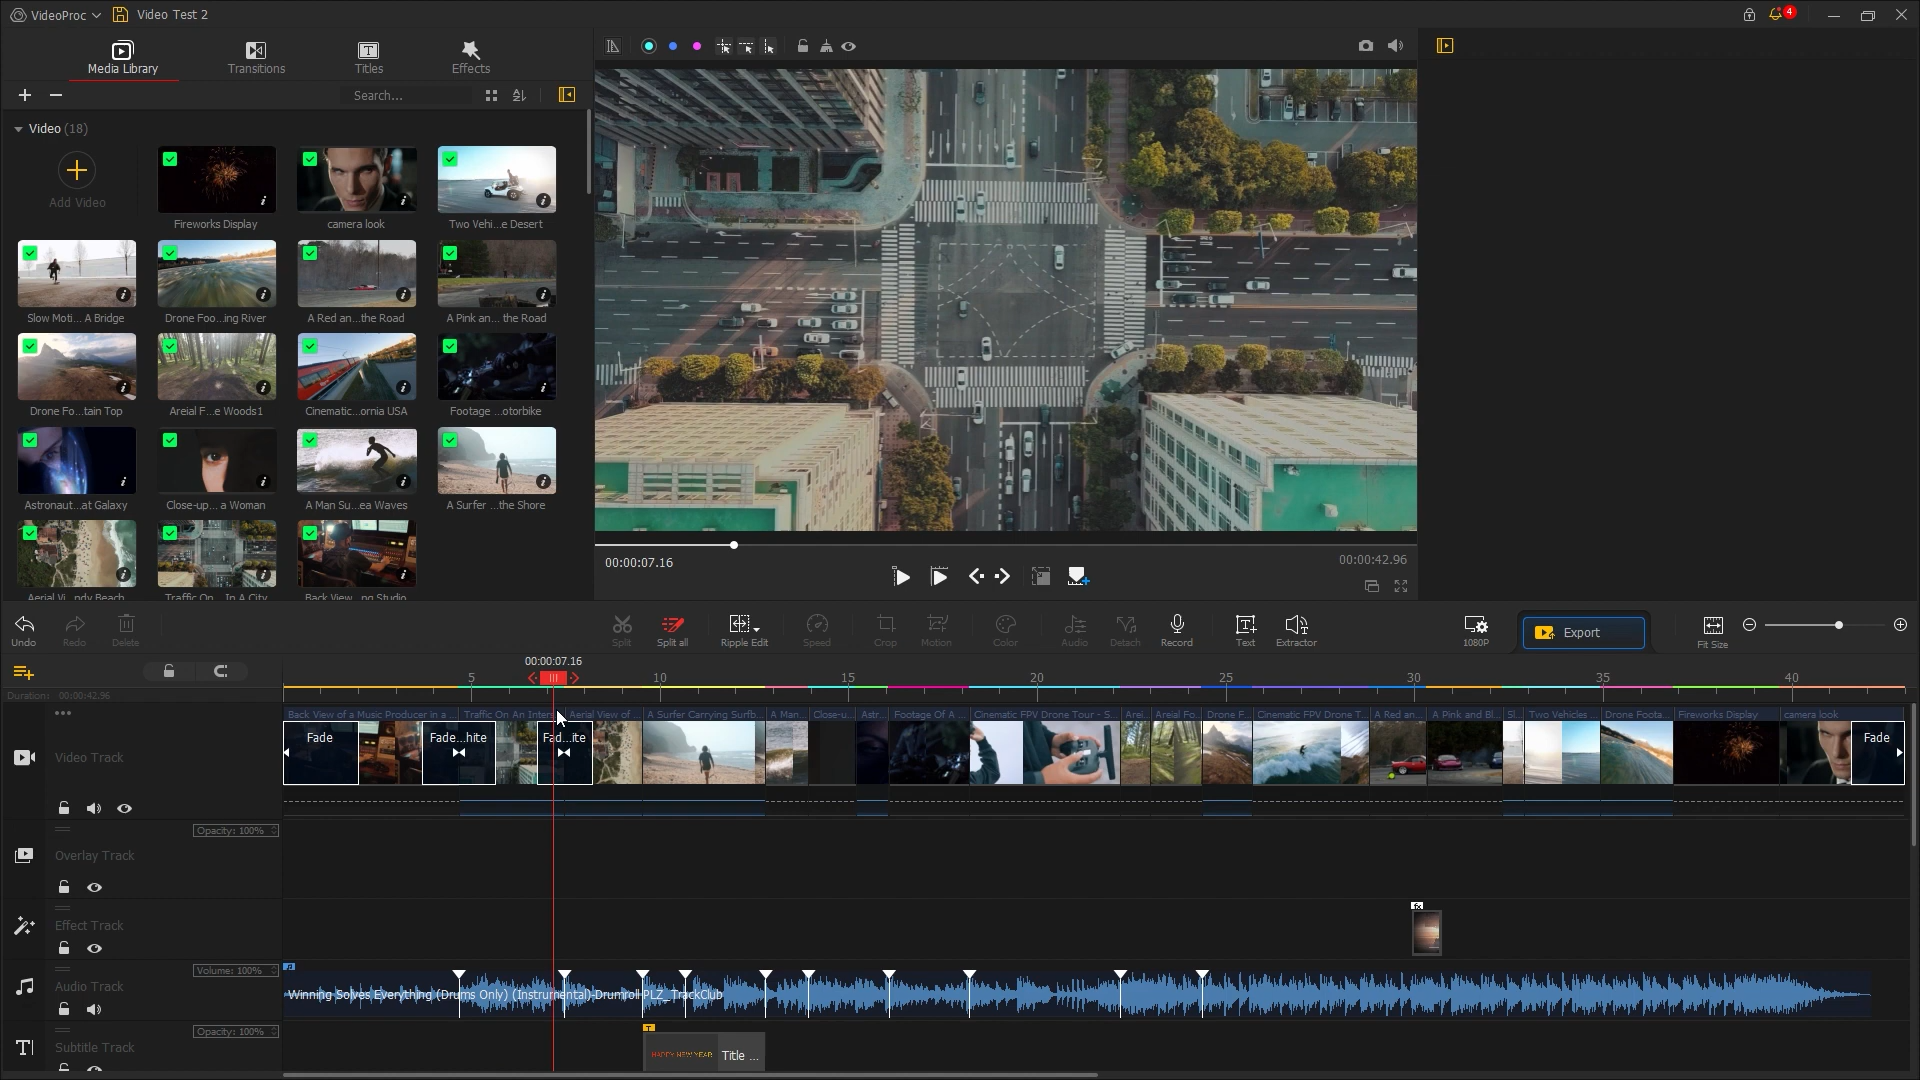 VideoProc
Video Test 2
4
Media Library
Transitions
Titles
Effects
Search...
Video (18)
Add Video
Fireworks Display
camera look
Two Vehi...e Desert
Slow Moti... A Bridge
Drone Foo...ing River
A Red an...the Road
A Pink an... the Road
Drone Fo...tain Top
Areial F...e Woods1
Cinematic...ornia USA
Footage ...otorbike
Astronaut...at Galaxy
Close-up... a Woman
A Man Su...ea Waves
A Surfer ...the Shore
Aerial Vi...ndy Beach
Traffic On... In A City
Back View...ng Studio
00:00:07.16
00:00:42.96
Undo
Redo
Delete
Split
Split all
Ripple Edit
Speed
Crop
Motion
Color
Audio
Detach
Record
Text
Extractor
1080P
Export
Fit Size
00:00:07.16
5
10
15
20
25
30
35
40
Duration: 00:00:42.96
Back View of a Music Producer in a ...
Traffic On An Inters
Aerial View of
A Surfer Carrying Surfb...
A Man...
Close-u...
Astr...
Footage Of A ...
Cinematic FPV Drone Tour - S...
Arei...
Areial Fo...
Drone F...
Cinematic FPV Drone T...
A Red an...
A Pink and Bl...
Sl...
Two Vehicles ...
Drone Foota...
Fireworks Display
camera look
Fade
Fade...hite
Fad...ite
Fade
Video Track
Opacity: 100%
Overlay Track
Effect Track
fx
Volume: 100%
Audio Track
Winning Solves Everything (Drums Only) (Instrumental)-Drumroll PLZ_TrackClub
Opacity: 100%
Subtitle Track
T
HAPPY NEW YEAR
Title ...